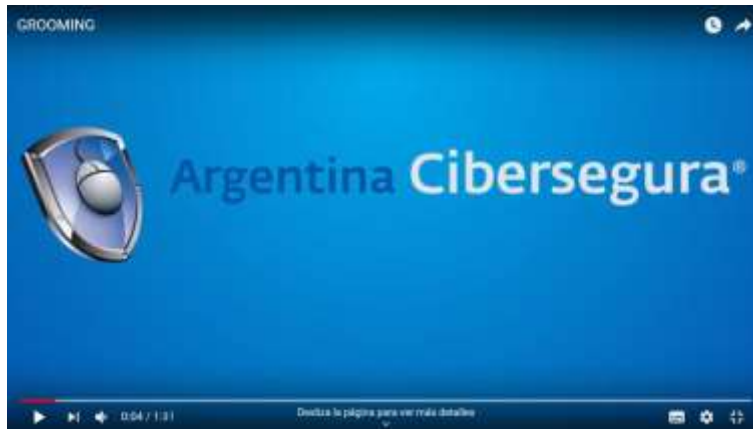 GROOMING
Argentina Cibersegura®
0:04 / 1:31
Desliza la página para ver más detalles